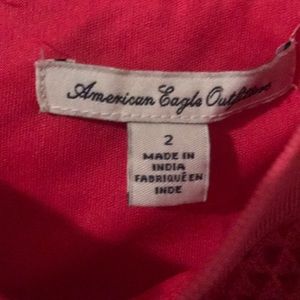 American Eagle Outfitters
2
MADE IN
INDIA
FABRIQUÉ EN
INDE